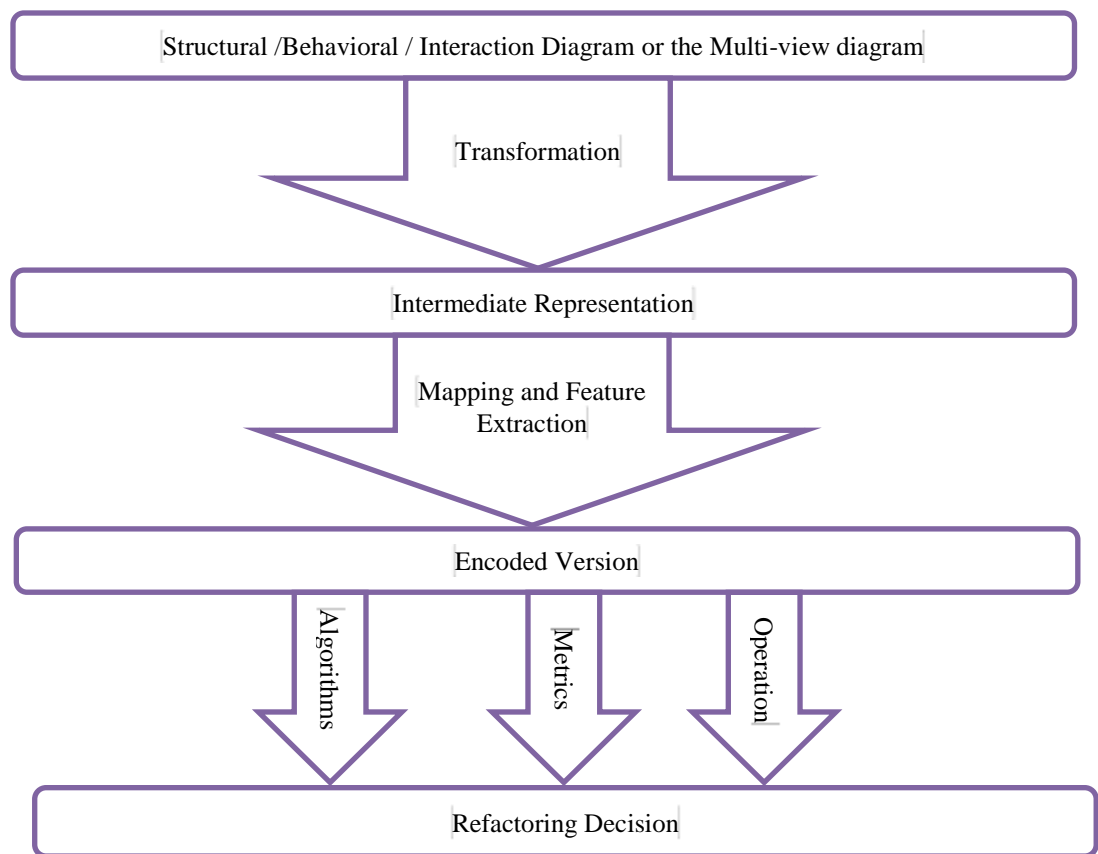 Structural /Behavioral / Interaction Diagram or the Multi-view diagram
Transformation
Intermediate Representation
Mapping and Feature
Extraction
Encoded Version
Algorithms
Metrics
Operation
Refactoring Decision